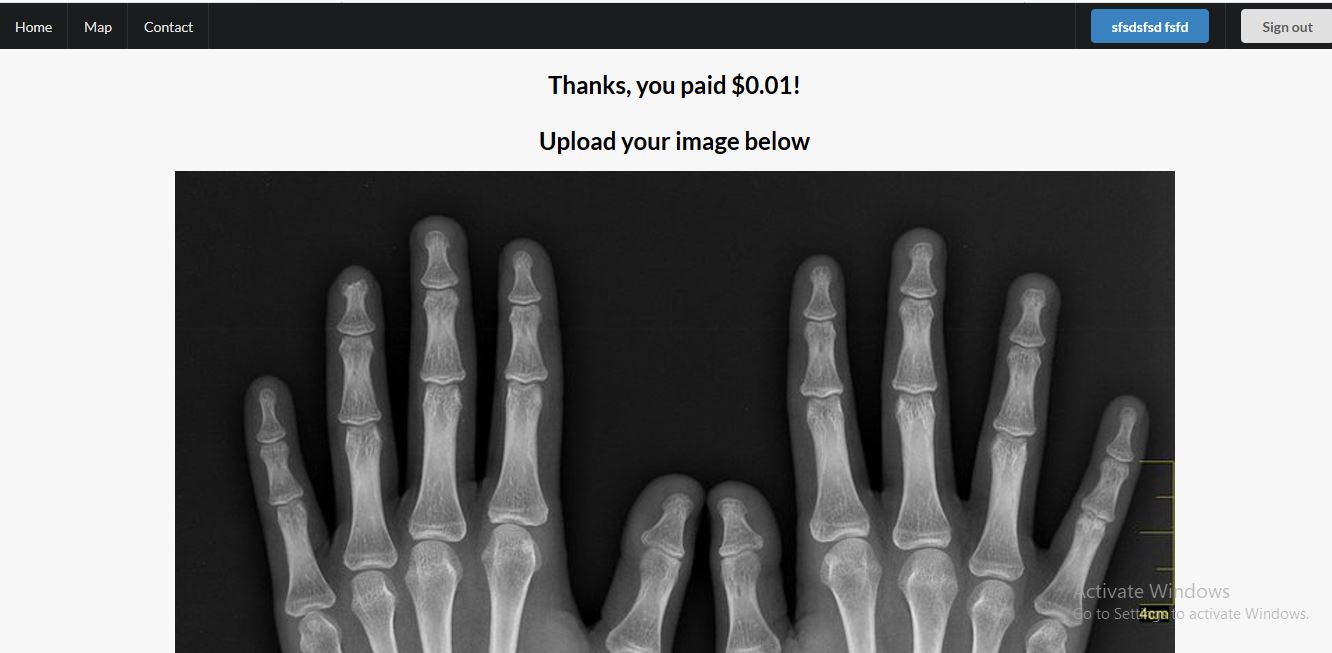 Home Map Contact sfsdsfsd fsfd Sign out
Thanks, you paid $0.01!
Upload your image below
Activate Windows
Go to Settings to activate Windows.
4cm